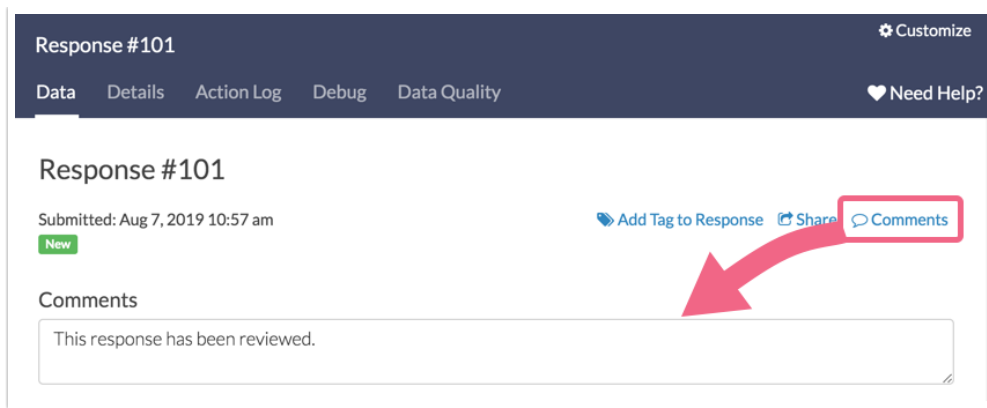 Customize
Response #101
Data Details Action Log Debug Data Quality Need Help?
Response #101
Submitted: Aug 7, 2019 10:57 am Add Tag to Response Share Comments
New
Comments
This response has been reviewed.